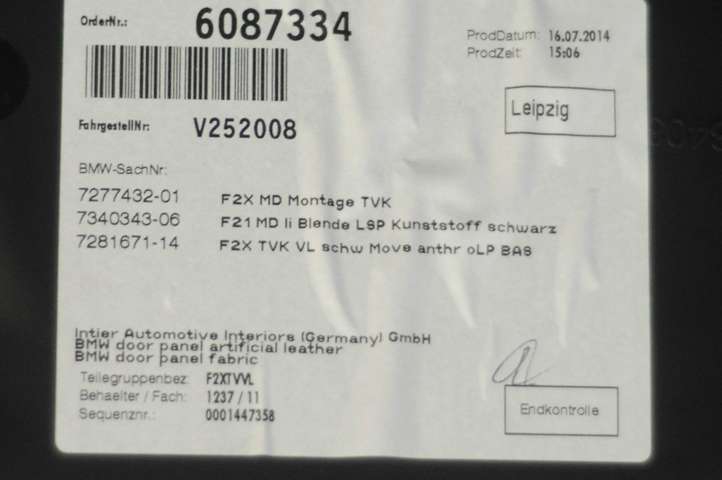 OrderNr.: 6087334
ProdDatum: 16.07.2014
ProdZeit: 15:06
Leipzig
FahrgestellNr: V252008
BMW-SachNr:
7277432-01 F2X MD Montage TVK
7340343-06 F21 MD li Blende LSP Kunststoff schwarz
7281671-14 F2X TVK VL schw Move anthr oLP BAS
Intier Automotive Interiors (Germany) GmbH
BMW door panel artificial leather
BMW door panel fabric
Teilegruppenbez: F2XTVVL
Behaelter / Fach: 1237 / 11
Sequenznr.: 0001447358
Endkontrolle